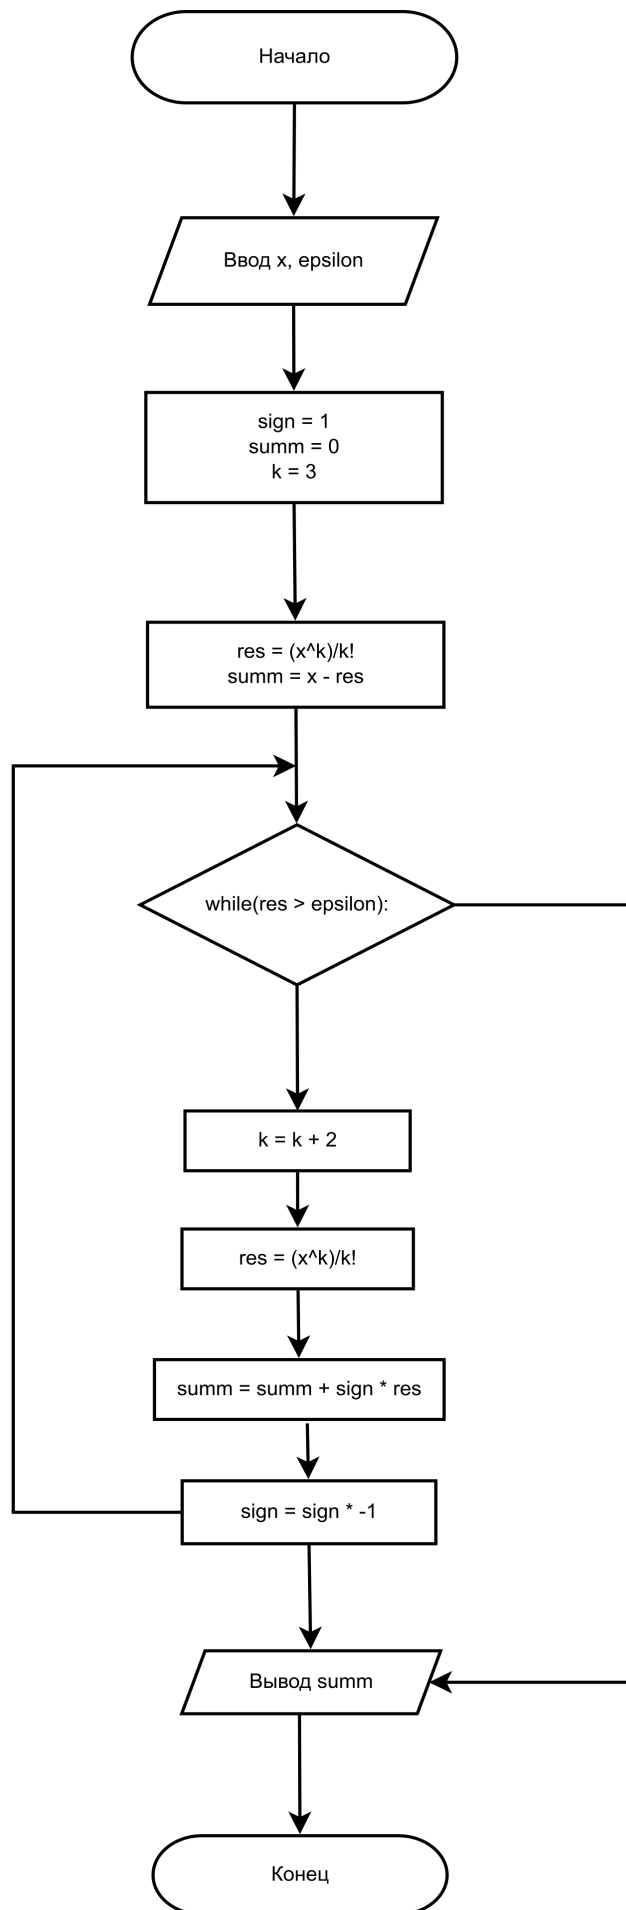 Начало
Ввод x, epsilon
sign = 1
summ = 0
k = 3
res = (x^k)/k!
summ = x - res
while(res > epsilon):
k = k + 2
res = (x^k)/k!
summ = summ + sign * res
sign = sign * -1
Вывод summ
Конец